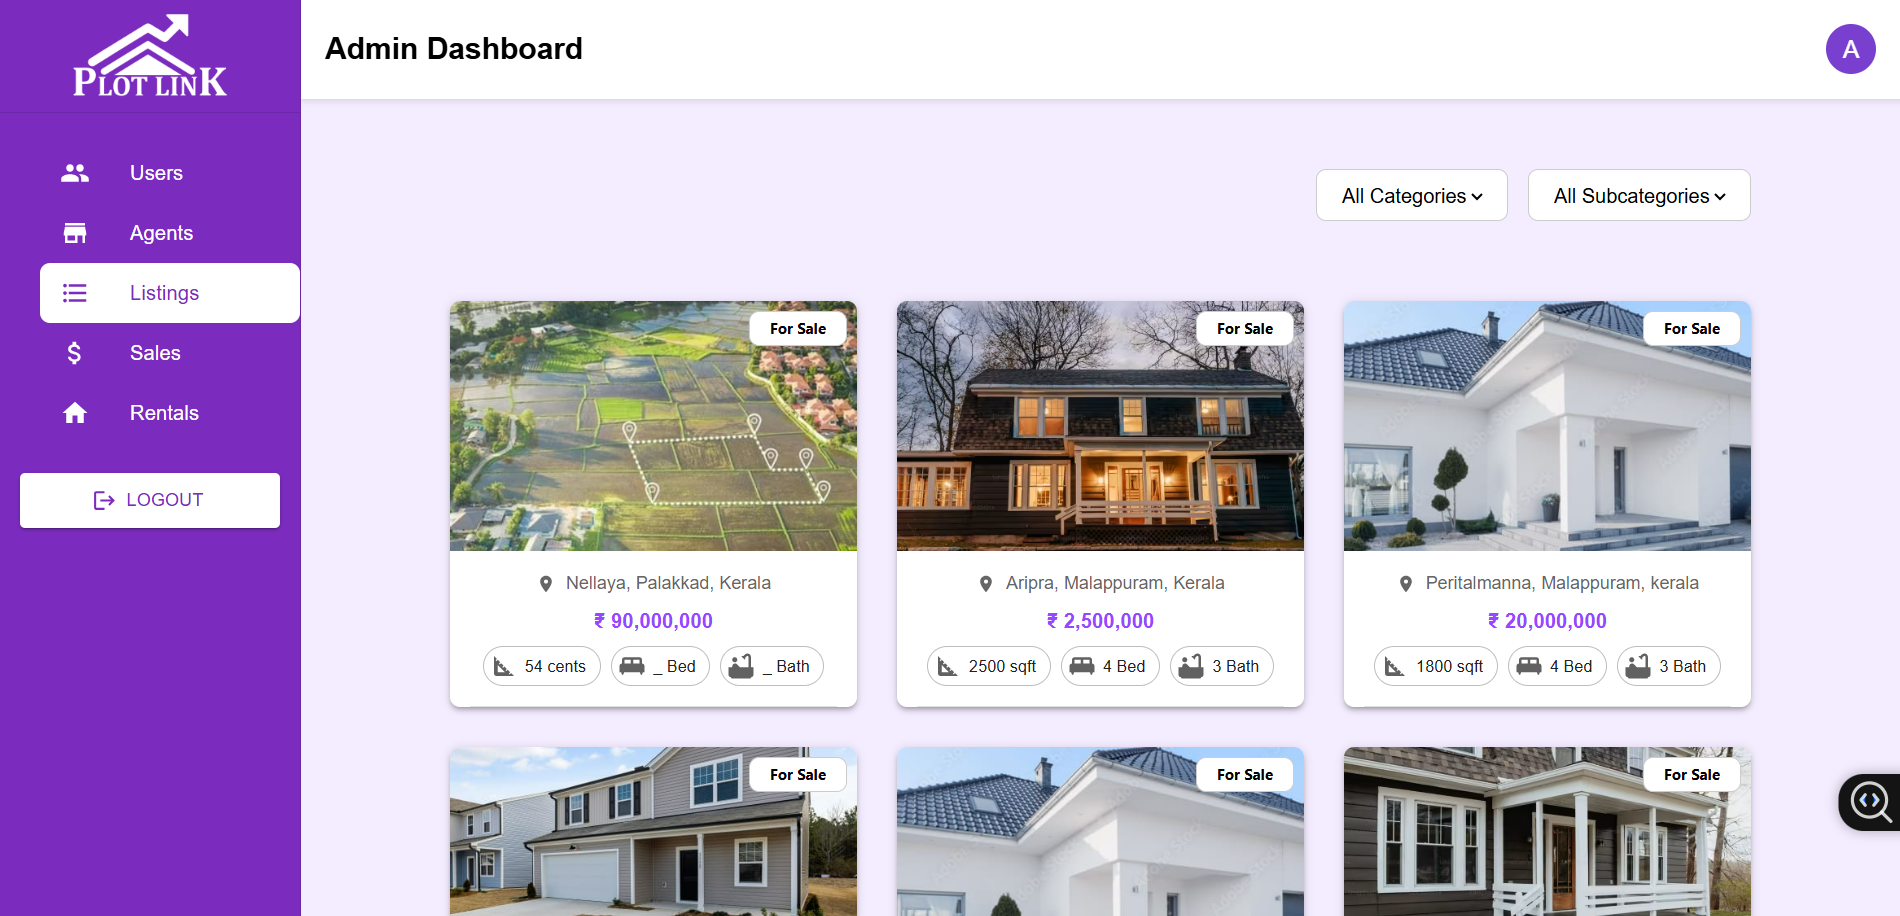 PLOT LINK
Admin Dashboard
A
Users
Agents
Listings
Sales
Rentals
LOGOUT
All Categories
All Subcategories
For Sale
For Sale
For Sale
Nellaya, Palakkad, Kerala
₹ 90,000,000
54 cents
_ Bed
_ Bath
Aripra, Malappuram, Kerala
₹ 2,500,000
2500 sqft
4 Bed
3 Bath
Peritalmanna, Malappuram, kerala
₹ 20,000,000
1800 sqft
4 Bed
3 Bath
For Sale
For Sale
For Sale